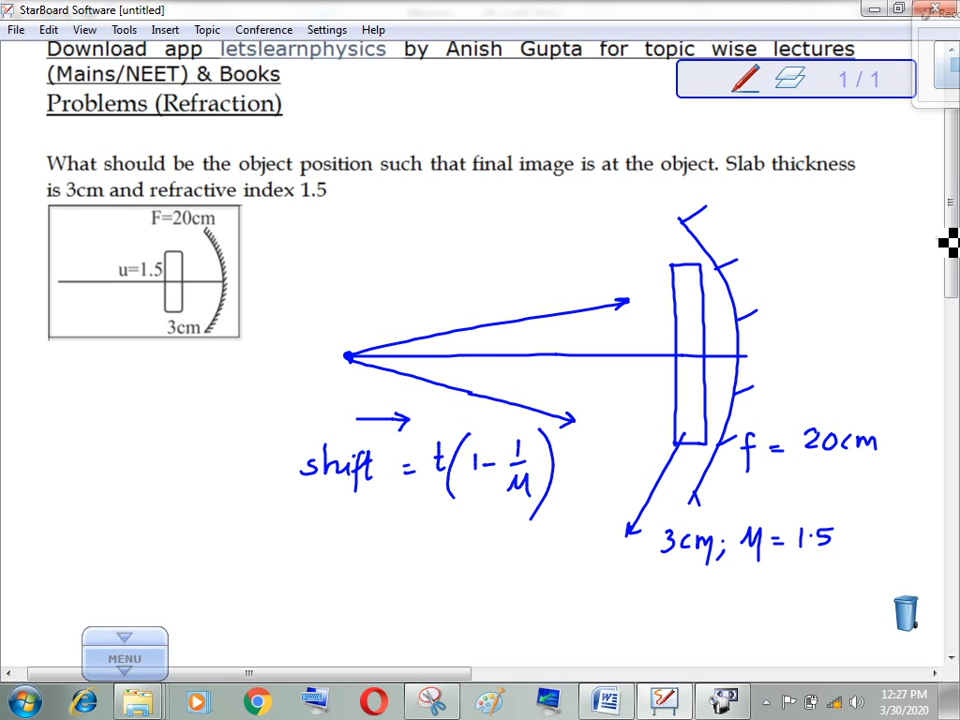 StarBoard Software [untitled]
File Edit View Tools Insert Topic Conference Settings Help
Download app letslearnphysics by Anish Gupta for topic wise lectures
(Mains/NEET) & Books
Problems (Refraction)
1 / 1
What should be the object position such that final image is at the object. Slab thickness
is 3cm and refractive index 1.5
F=20cm
u=1.5
3cm
shift = t(1 - 1/μ)
f = 20cm
3cm; μ = 1.5
MENU
12:27 PM
3/30/2020